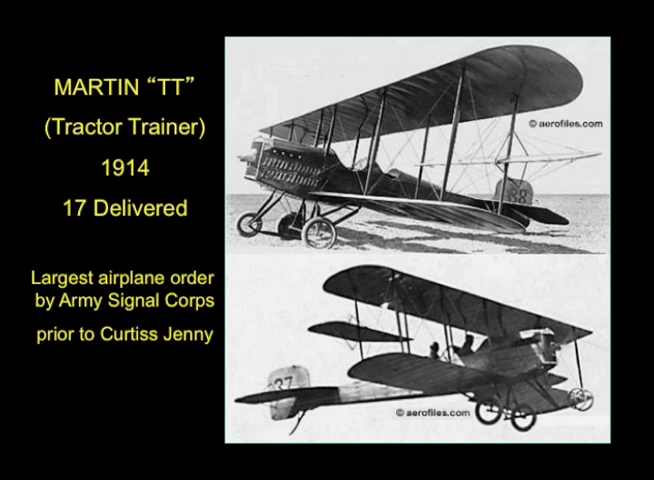 MARTIN “TT”
(Tractor Trainer)
1914
17 Delivered
Largest airplane order
by Army Signal Corps
prior to Curtiss Jenny
© aerofiles.com
38
37
© aerofiles.com